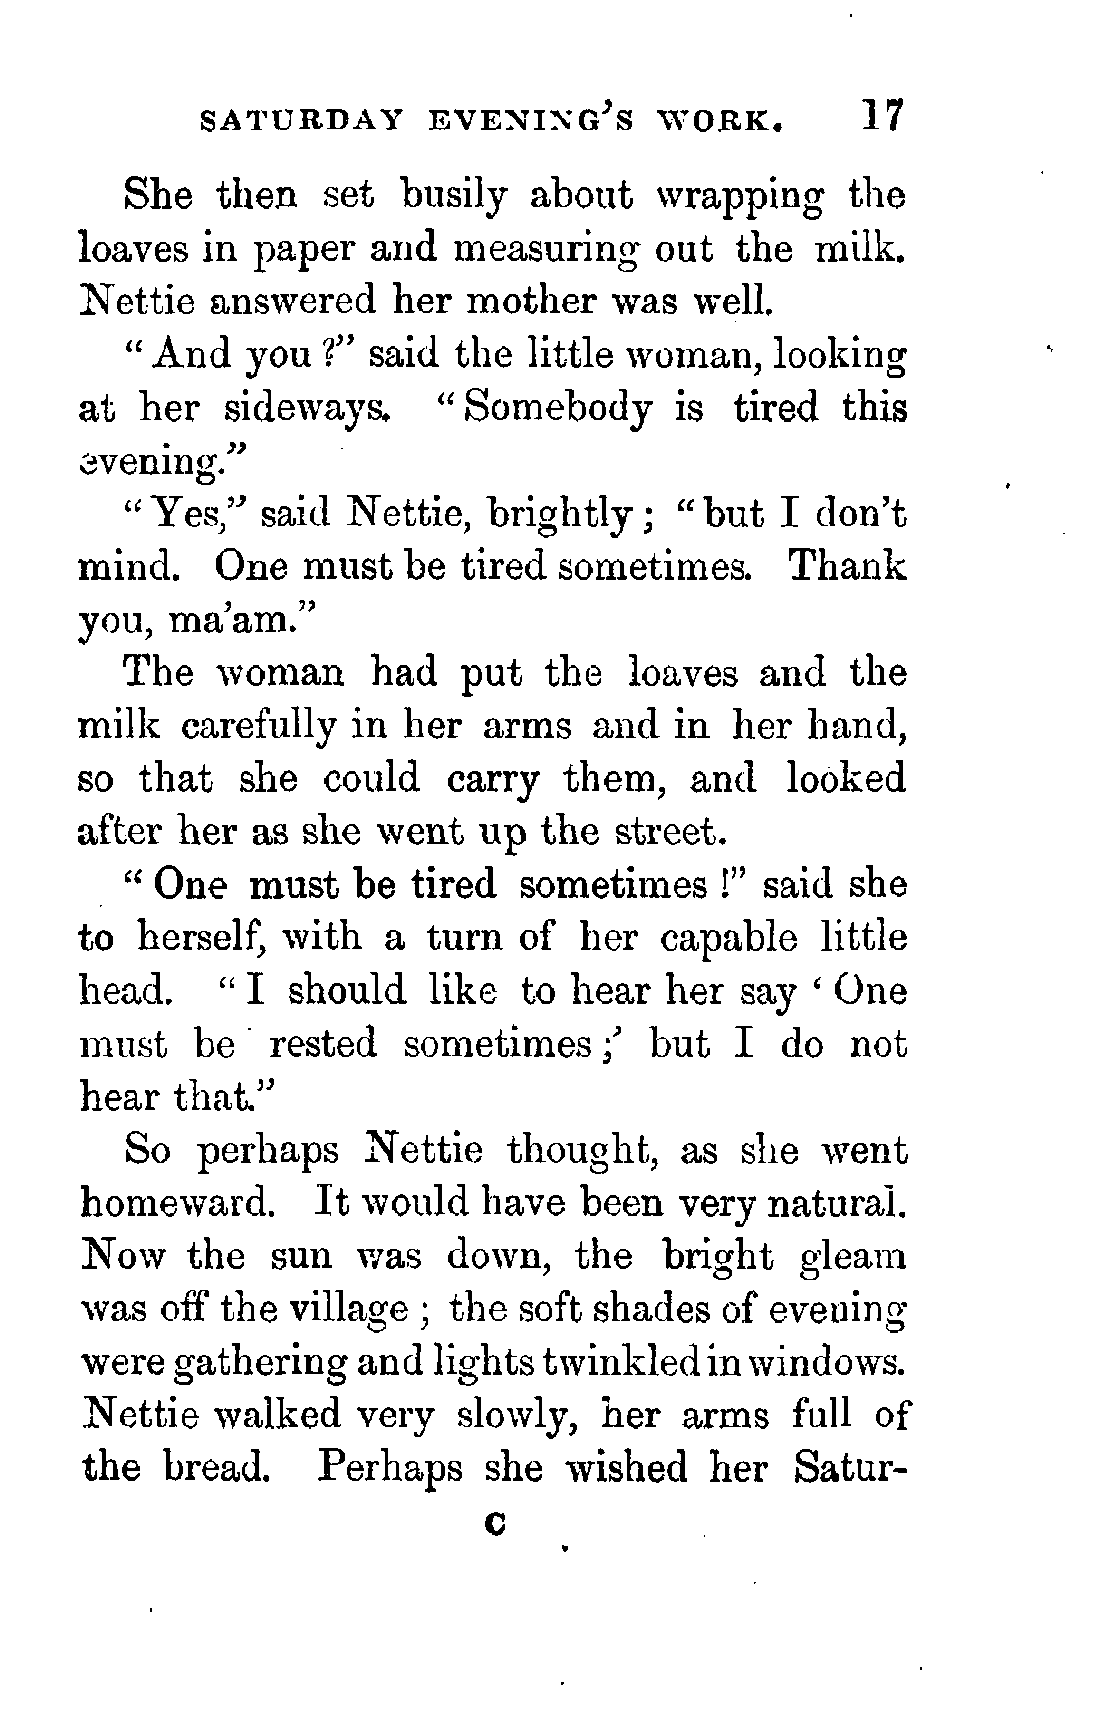 SATURDAY EVENING'S WORK. 17
She then set busily about wrapping the
loaves in paper and measuring out the milk.
Nettie answered her mother was well.
"And you?" said the little woman, looking
at her sideways. "Somebody is tired this
evening."
"Yes," said Nettie, brightly; "but I don't
mind. One must be tired sometimes. Thank
you, ma'am."
The woman had put the loaves and the
milk carefully in her arms and in her hand,
so that she could carry them, and looked
after her as she went up the street.
"One must be tired sometimes!" said she
to herself, with a turn of her capable little
head. "I should like to hear her say 'One
must be rested sometimes;' but I do not
hear that."
So perhaps Nettie thought, as she went
homeward. It would have been very natural.
Now the sun was down, the bright gleam
was off the village; the soft shades of evening
were gathering and lights twinkled in windows.
Nettie walked very slowly, her arms full of
the bread. Perhaps she wished her Satur-
C